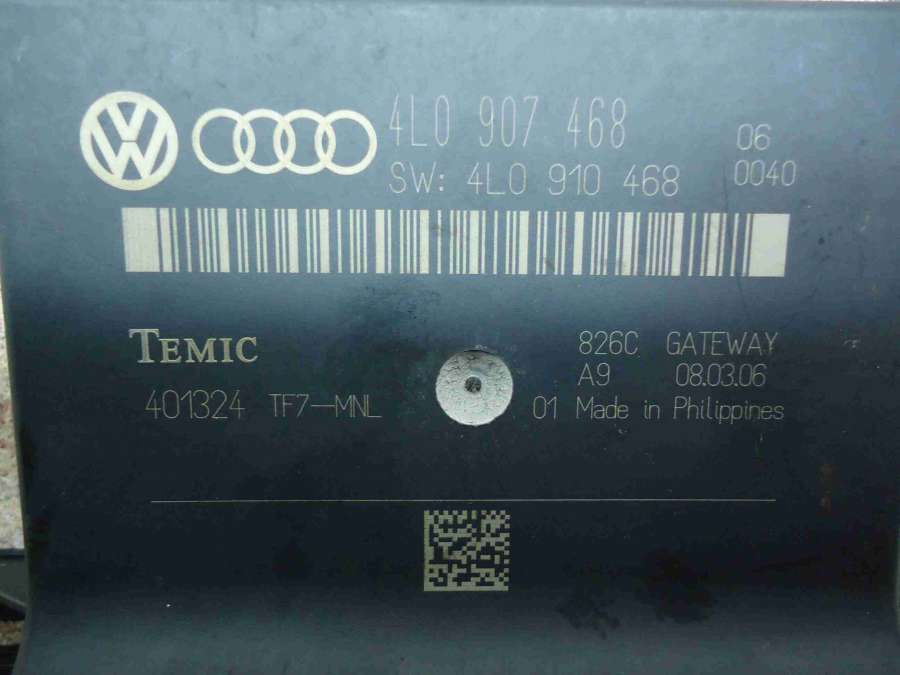 4L0 907 468 06
SW: 4L0 910 468 0040
TEMIC 826C GATEWAY
A9 08.03.06
401324 TF7-MNL 01 Made in Philippines